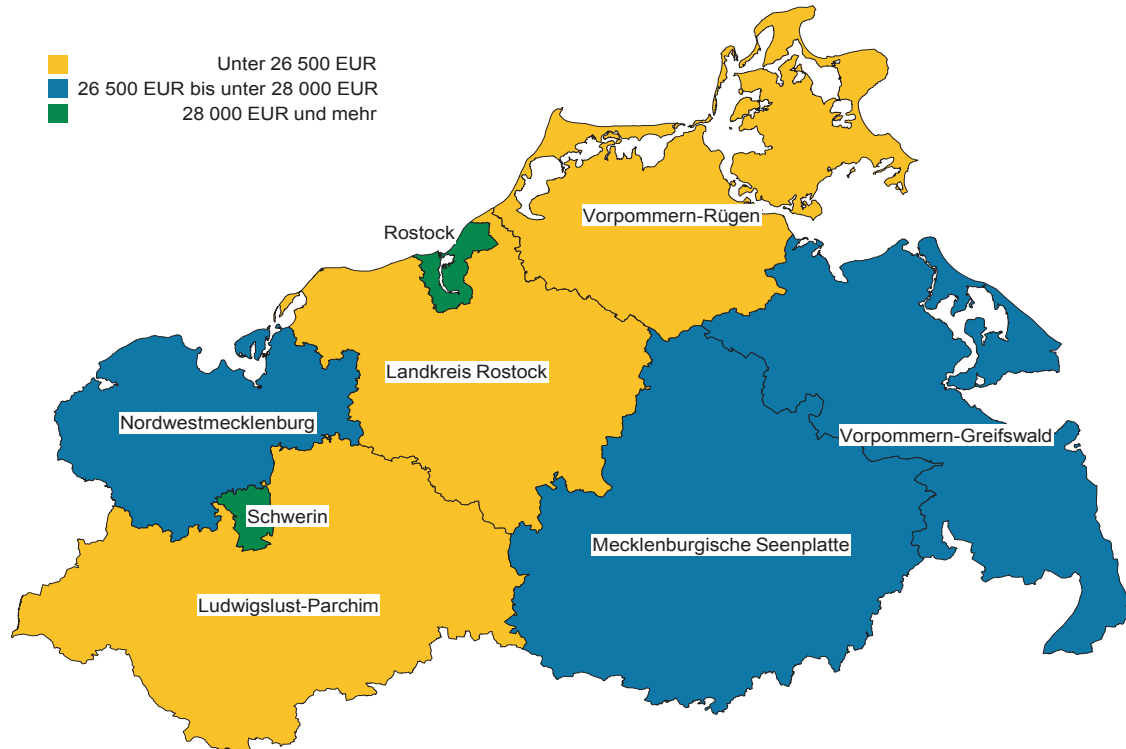 Unter 26 500 EUR
26 500 EUR bis unter 28 000 EUR
28 000 EUR und mehr
Vorpommern-Rügen
Rostock
Landkreis Rostock
Nordwestmecklenburg
Vorpommern-Greifswald
Schwerin
Mecklenburgische Seenplatte
Ludwigslust-Parchim